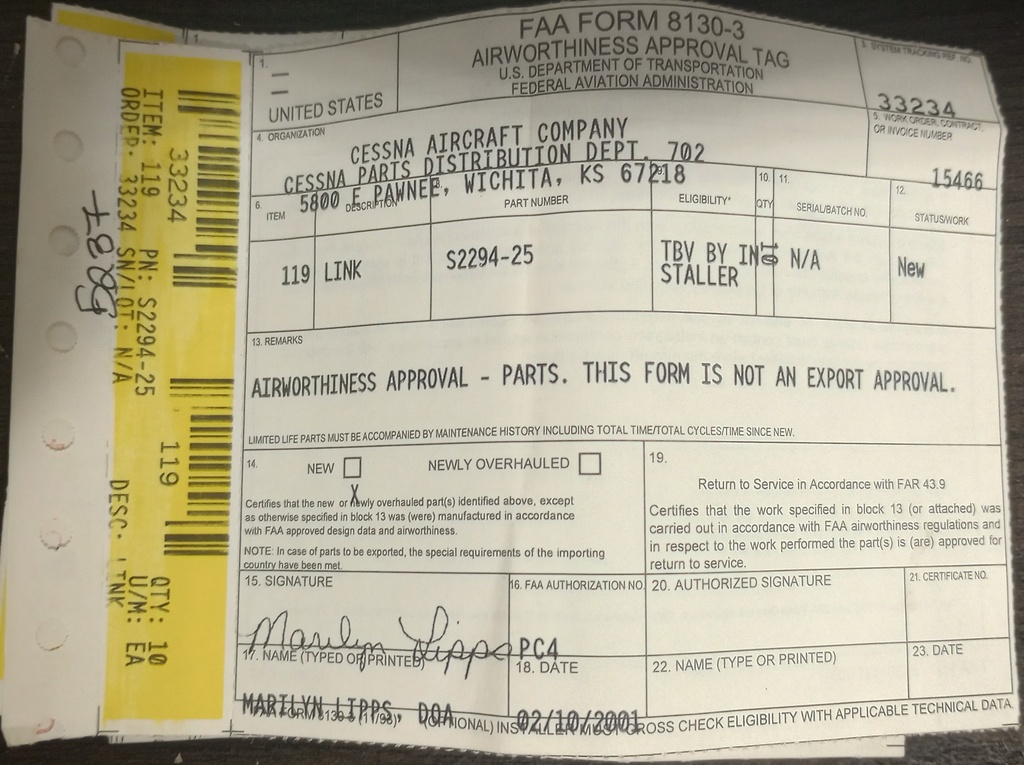 FAA FORM 8130-3
AIRWORTHINESS APPROVAL TAG
U.S. DEPARTMENT OF TRANSPORTATION
FEDERAL AVIATION ADMINISTRATION
1.
UNITED STATES
3. SYSTEM TRACKING REF. NO.
33234
4. ORGANIZATION
CESSNA AIRCRAFT COMPANY
CESSNA PARTS DISTRIBUTION DEPT. 702
5800 E PAWNEE, WICHITA, KS 67218
5. WORK ORDER, CONTRACT,
OR INVOICE NUMBER
15466
6. ITEM
DESCRIPTION
PART NUMBER
ELIGIBILITY*
10. QTY
11. SERIAL/BATCH NO.
12. STATUS/WORK
119 LINK S2294-25 TBV BY IN N/A New
STALLER
13. REMARKS
AIRWORTHINESS APPROVAL - PARTS. THIS FORM IS NOT AN EXPORT APPROVAL.
LIMITED LIFE PARTS MUST BE ACCOMPANIED BY MAINTENANCE HISTORY INCLUDING TOTAL TIME/TOTAL CYCLES/TIME SINCE NEW.
14. NEW NEWLY OVERHAULED
X
Certifies that the new or newly overhauled part(s) identified above, except
as otherwise specified in block 13 was (were) manufactured in accordance
with FAA approved design data and airworthiness.
NOTE: In case of parts to be exported, the special requirements of the importing
country have been met.
19.
Return to Service in Accordance with FAR 43.9
Certifies that the work specified in block 13 (or attached) was
carried out in accordance with FAA airworthiness regulations and
in respect to the work performed the part(s) is (are) approved for
return to service.
15. SIGNATURE
Marilyn Lipps
16. FAA AUTHORIZATION NO.
PC4
20. AUTHORIZED SIGNATURE
21. CERTIFICATE NO.
17. NAME (TYPED OR PRINTED)
MARILYN LIPPS, DOA
18. DATE
02/10/2001
22. NAME (TYPE OR PRINTED)
23. DATE
FAA FORM 8130-3 (11/93) (OPTIONAL) INSTALLER MUST CROSS CHECK ELIGIBILITY WITH APPLICABLE TECHNICAL DATA
33234
119
ITEM: 119 PN: S2294-25 QTY: 10
ORDER: 33234 SN/LOT: N/A DESC: LINK U/M: EA